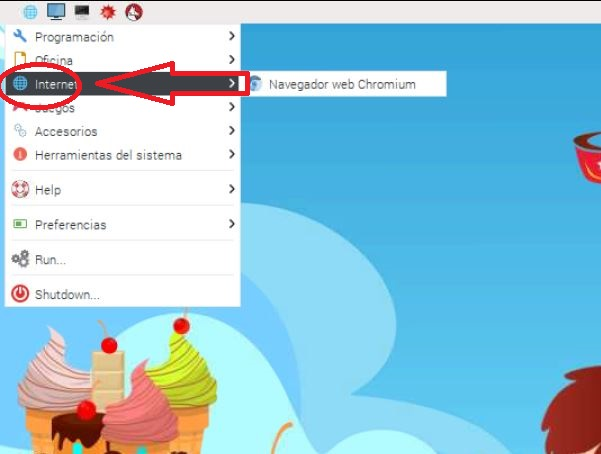 Programación
Oficina
Internet
Navegador web Chromium
Juegos
Accesorios
Herramientas del sistema
Help
Preferencias
Run...
Shutdown...